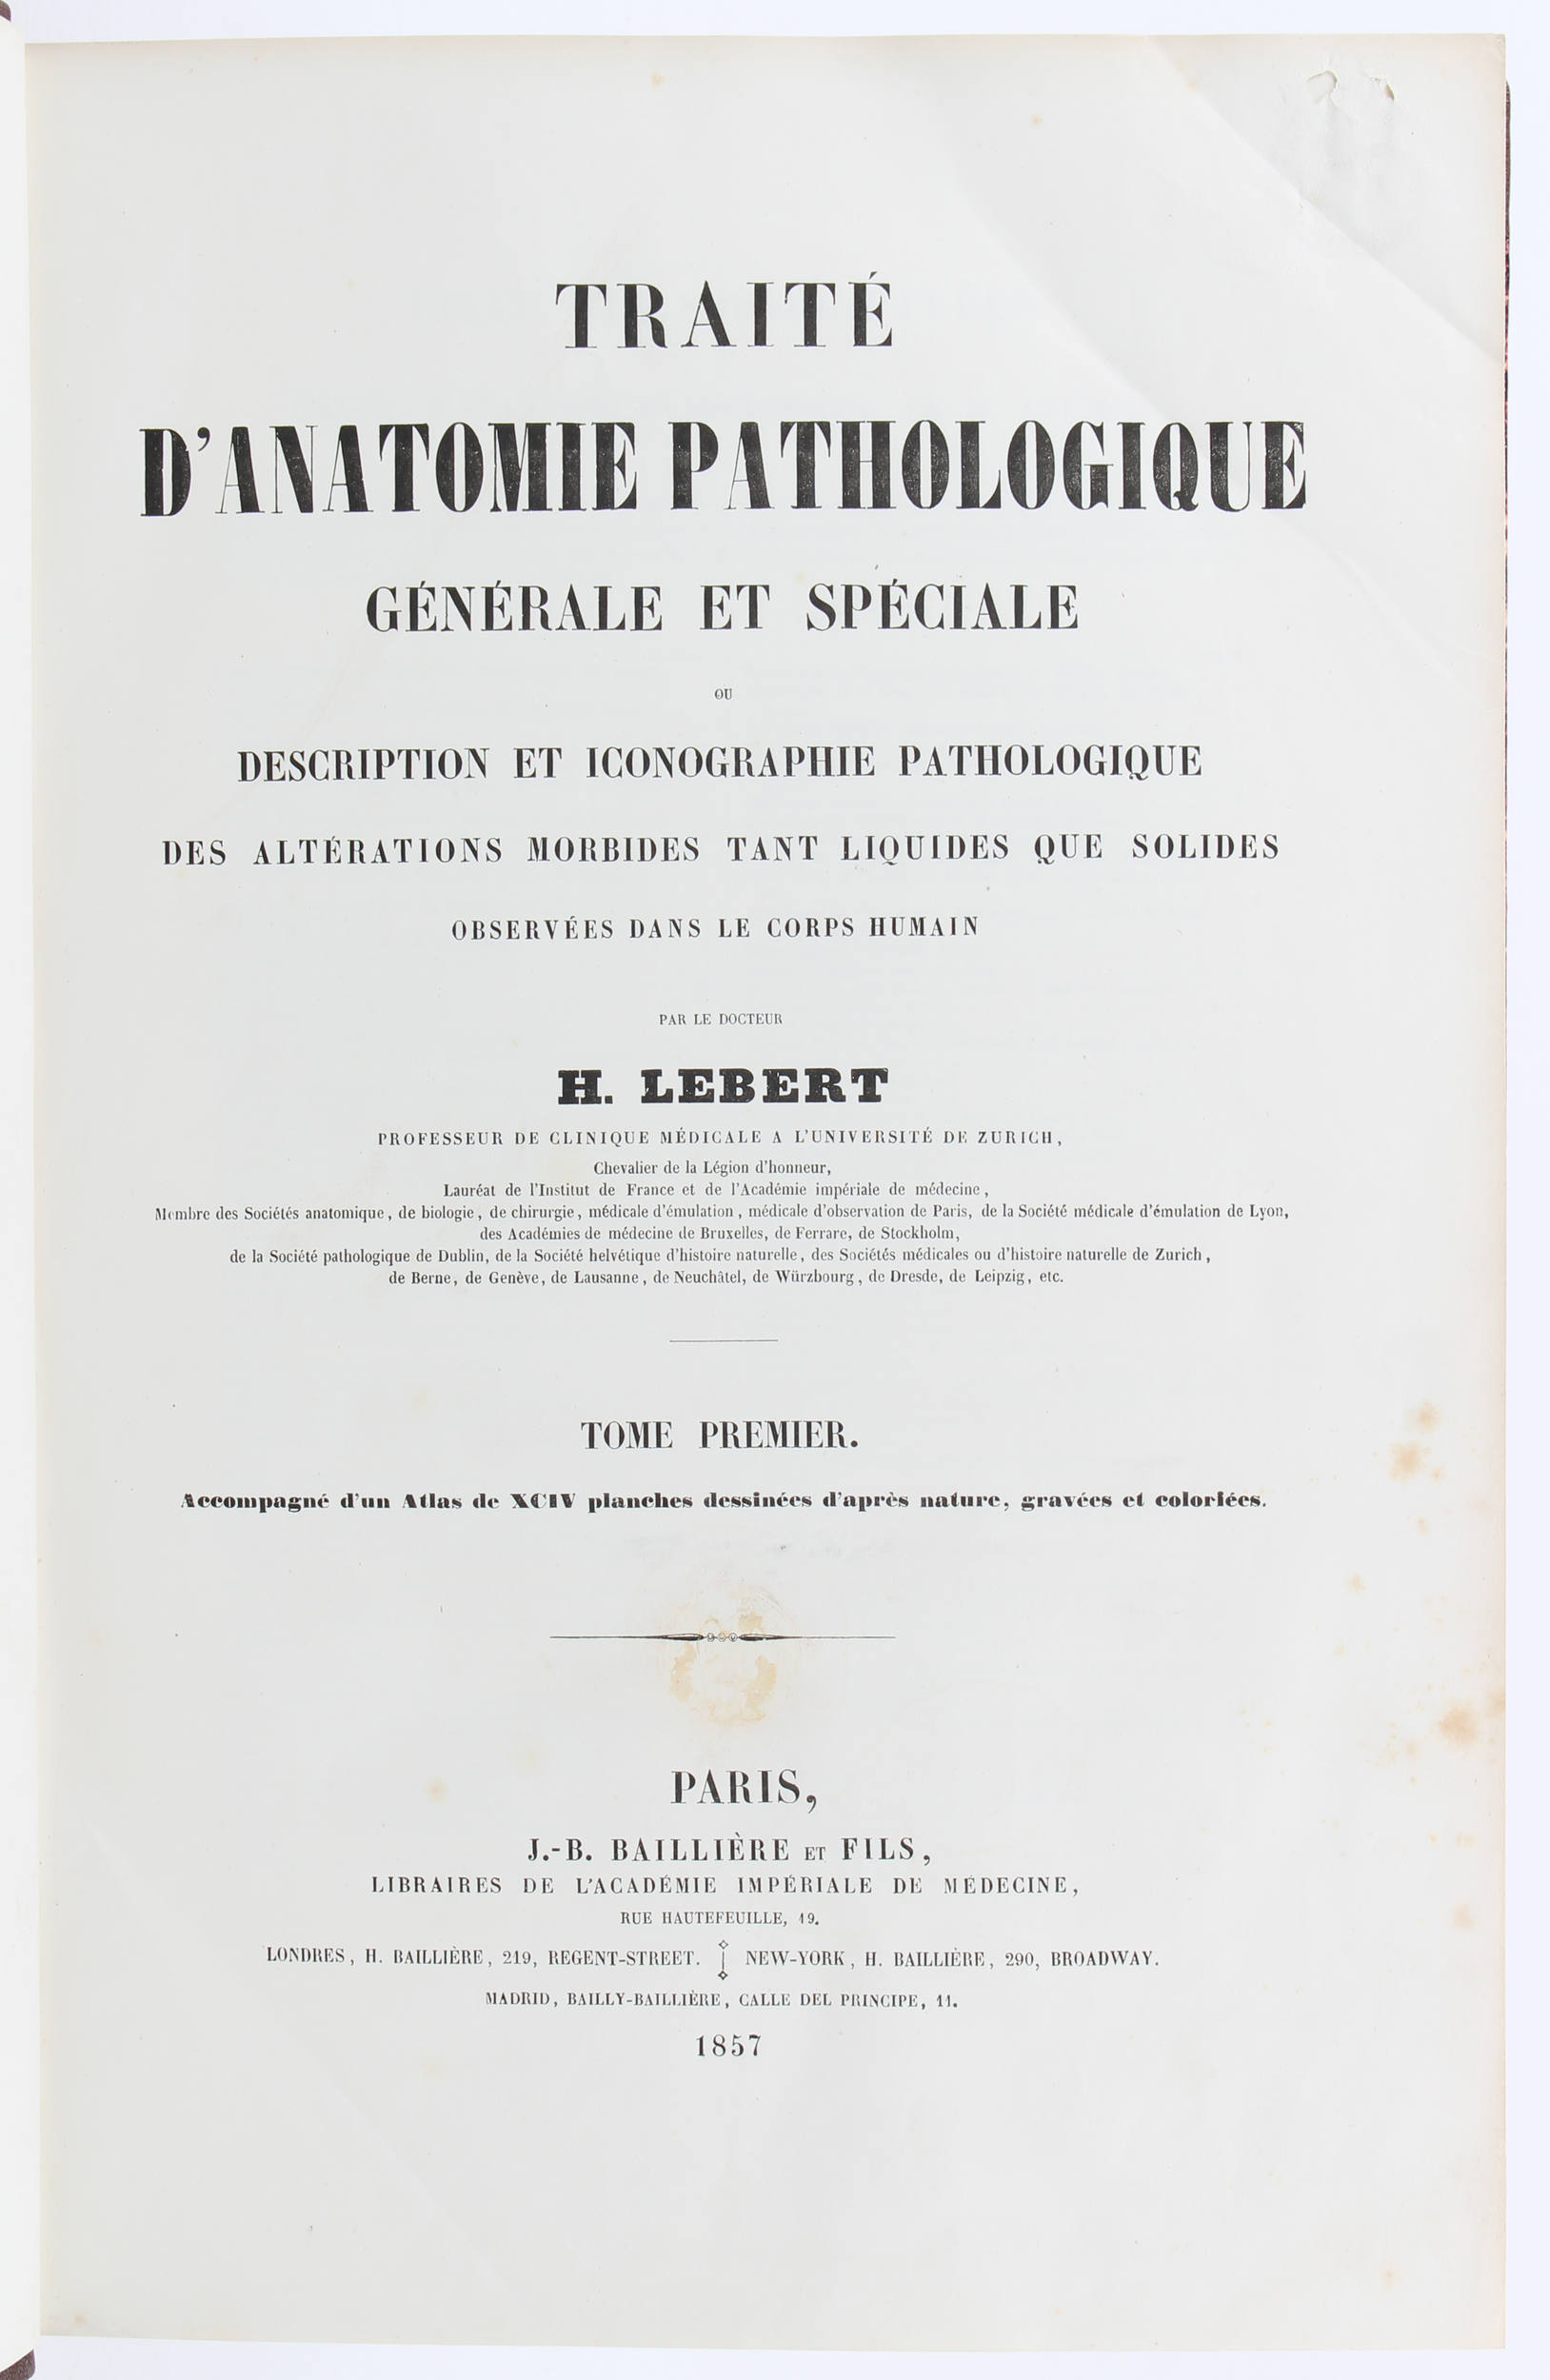 TRAITÉ
D'ANATOMIE PATHOLOGIQUE
GÉNÉRALE ET SPÉCIALE
OU
DESCRIPTION ET ICONOGRAPHIE PATHOLOGIQUE
DES ALTÉRATIONS MORBIDES TANT LIQUIDES QUE SOLIDES
OBSERVÉES DANS LE CORPS HUMAIN
PAR LE DOCTEUR
H. LEBERT
PROFESSEUR DE CLINIQUE MÉDICALE A L'UNIVERSITÉ DE ZURICH,
Chevalier de la Légion d'honneur,
Lauréat de l'Institut de France et de l'Académie impériale de médecine,
Membre des Sociétés anatomique, de biologie, de chirurgie, médicale d'émulation, médicale d'observation de Paris, de la Société médicale d'émulation de Lyon,
des Académies de médecine de Bruxelles, de Ferrare, de Stockholm,
de la Société pathologique de Dublin, de la Société helvétique d'histoire naturelle, des Sociétés médicales ou d'histoire naturelle de Zurich,
de Berne, de Genève, de Lausanne, de Neuchâtel, de Würzbourg, de Dresde, de Leipzig, etc.
TOME PREMIER.
Accompagné d'un Atlas de XCIV planches dessinées d'après nature, gravées et coloriées.
PARIS,
J.-B. BAILLIÈRE ET FILS,
LIBRAIRES DE L'ACADÉMIE IMPÉRIALE DE MÉDECINE,
RUE HAUTEFEUILLE, 19.
LONDRES, H. BAILLIÈRE, 219, REGENT-STREET. NEW-YORK, H. BAILLIÈRE, 290, BROADWAY.
MADRID, BAILLY-BAILLIÈRE, CALLE DEL PRINCIPE, 11.
1857